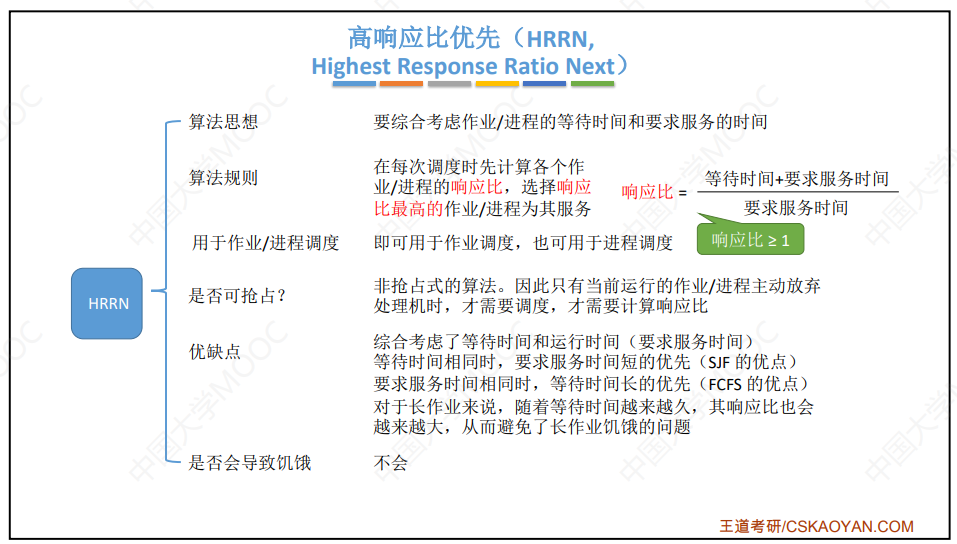 高响应比优先（HRRN,
Highest Response Ratio Next）
算法思想
要综合考虑作业/进程的等待时间和要求服务的时间
算法规则
在每次调度时先计算各个作
业/进程的响应比，选择响应
比最高的作业/进程为其服务
响应比 =
等待时间+要求服务时间
要求服务时间
响应比 ≥ 1
用于作业/进程调度
即可用于作业调度，也可用于进程调度
HRRN
是否可抢占？
非抢占式的算法。因此只有当前运行的作业/进程主动放弃
处理机时，才需要调度，才需要计算响应比
优缺点
综合考虑了等待时间和运行时间（要求服务时间）
等待时间相同时，要求服务时间短的优先（SJF 的优点）
要求服务时间相同时，等待时间长的优先（FCFS 的优点）
对于长作业来说，随着等待时间越来越久，其响应比也会
越来越大，从而避免了长作业饥饿的问题
是否会导致饥饿
不会
王道考研/CSKAOYAN.COM
中国大学MOOC